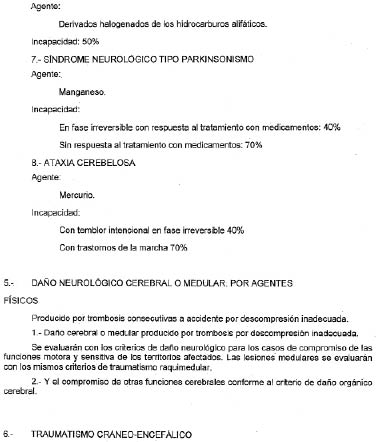 Agente:
Derivados halogenados de los hidrocarburos alifáticos.
Incapacidad: 50%
7.- SÍNDROME NEUROLÓGICO TIPO PARKINSONISMO
Agente:
Manganeso.
Incapacidad:
En fase irreversible con respuesta al tratamiento con medicamentos: 40%
Sin respuesta al tratamiento con medicamentos: 70%
8.- ATAXIA CEREBELOSA
Agente:
Mercurio.
Incapacidad:
Con temblor intencional en fase irreversible 40%
Con trastornos de la marcha 70%
5.- DAÑO NEUROLÓGICO CEREBRAL O MEDULAR, POR AGENTES
FÍSICOS
Producido por trombosis consecutivas a accidente por descompresión inadecuada.
1.- Daño cerebral o medular producido por trombosis por descompresión inadecuada.
Se evaluarán con los criterios de daño neurológico para los casos de compromiso de las
funciones motora y sensitiva de los territorios afectados. Las lesiones medulares se evaluarán
con los mismos criterios de traumatismo raquimedular.
2.- Y el compromiso de otras funciones cerebrales conforme al criterio de daño orgánico
cerebral.
6.- TRAUMATISMO CRÁNEO-ENCEFÁLICO